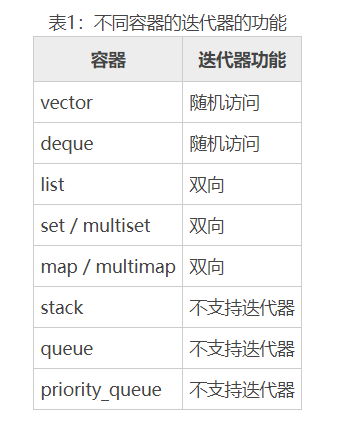 表1：不同容器的迭代器的功能
容器 迭代器功能
vector 随机访问
deque 随机访问
list 双向
set / multiset 双向
map / multimap 双向
stack 不支持迭代器
queue 不支持迭代器
priority_queue 不支持迭代器